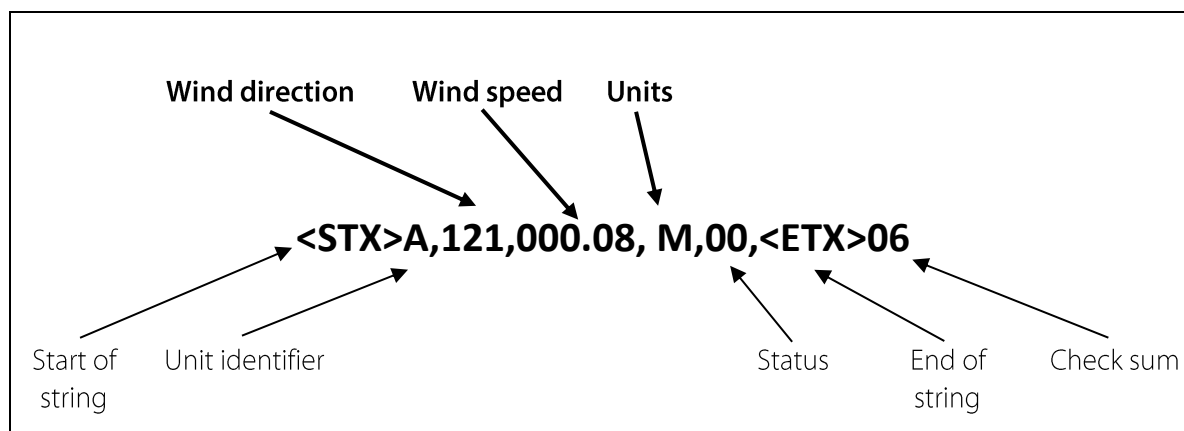 Wind direction Wind speed Units
<STX>A,121,000.08, M,00,<ETX>06
Start of string Unit identifier Status End of string Check sum